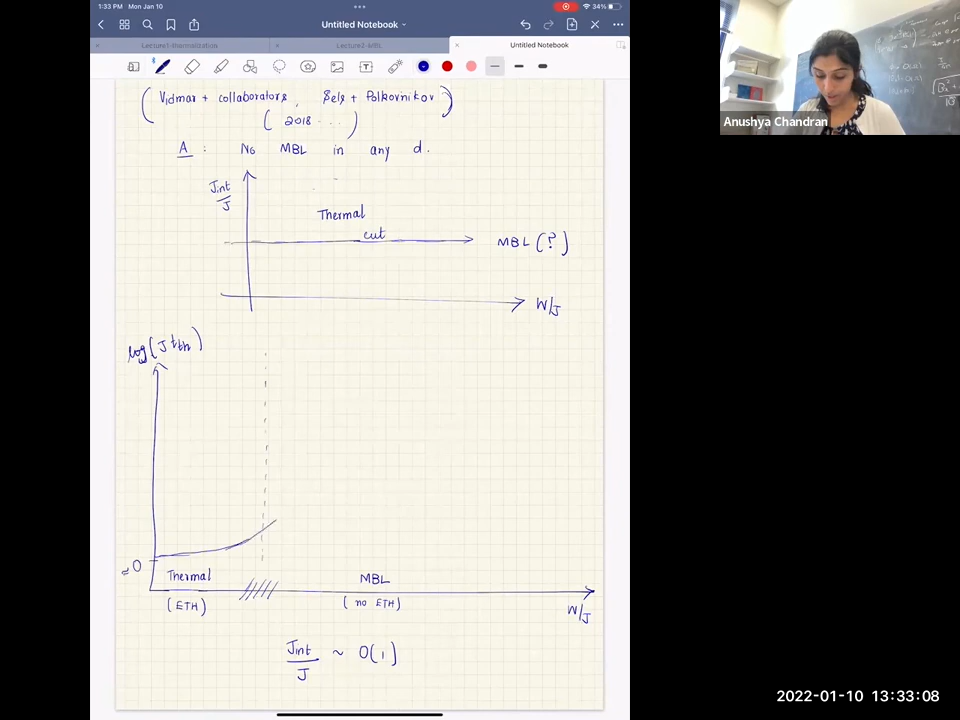 1:33 PM Mon Jan 10
34%
Untitled Notebook
Lecture1-thermalization
Lecture2-MBL
Untitled Notebook
(Vidmar + collaborators, Sels + Polkovnikov)
(2018 ...)
A : No MBL in any d.
Jint/J
Thermal
cut
MBL (?)
W/J
log(J tth)
≈0
Thermal
MBL
(ETH)
(no ETH)
W/J
Jint/J ~ O(1)
Anushya Chandran
2022-01-10 13:33:08